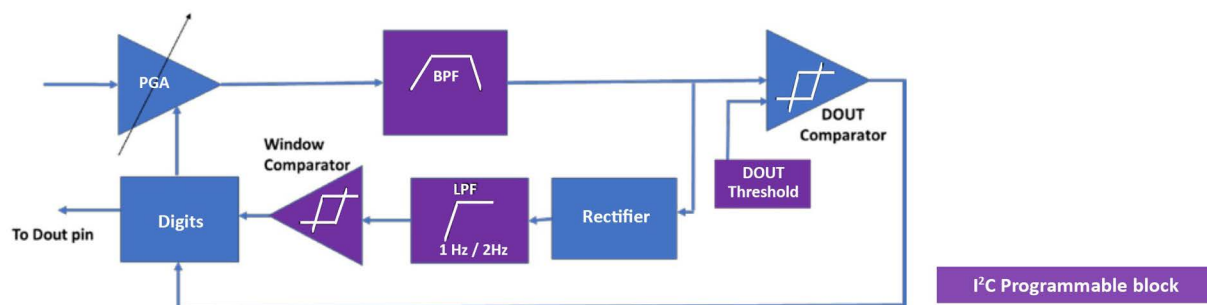 PGA
BPF
DOUT
Comparator
Window
Comparator
DOUT
Threshold
LPF
1 Hz / 2Hz
Rectifier
Digits
To Dout pin
I²C Programmable block